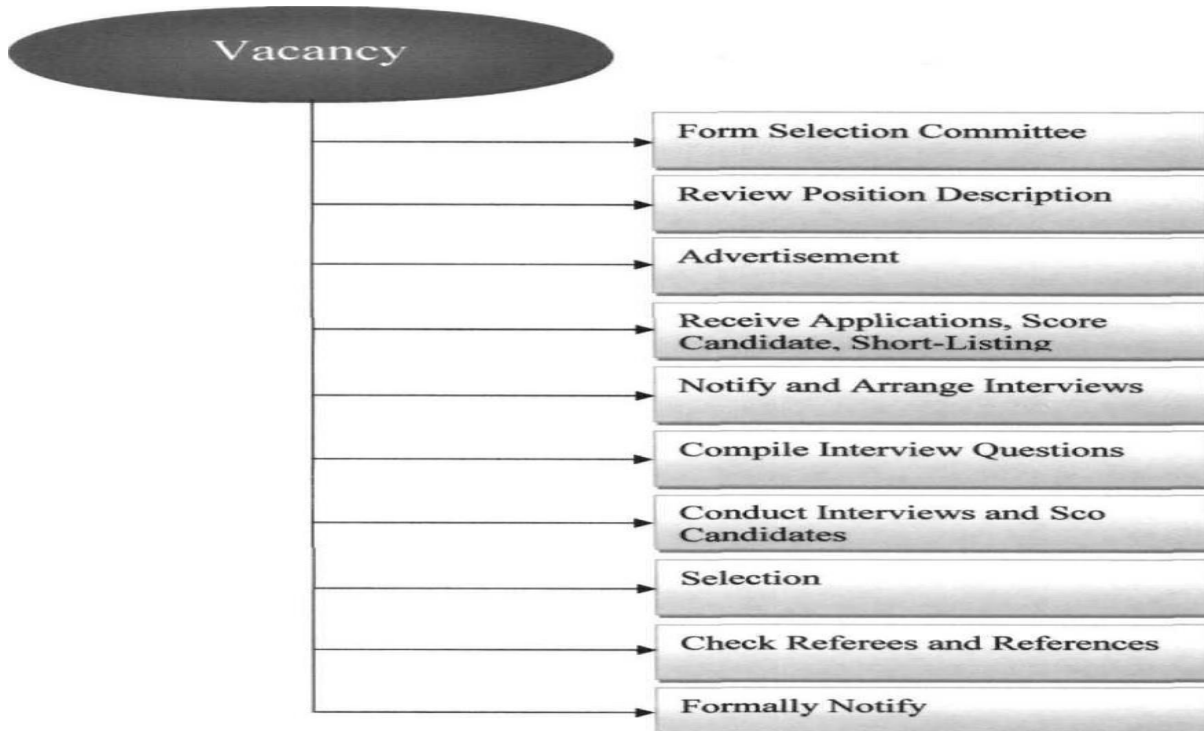 Vacancy
Form Selection Committee
Review Position Description
Advertisement
Receive Applications, Score
Candidate, Short-Listing
Notify and Arrange Interviews
Compile Interview Questions
Conduct Interviews and Sco
Candidates
Selection
Check Referees and References
Formally Notify